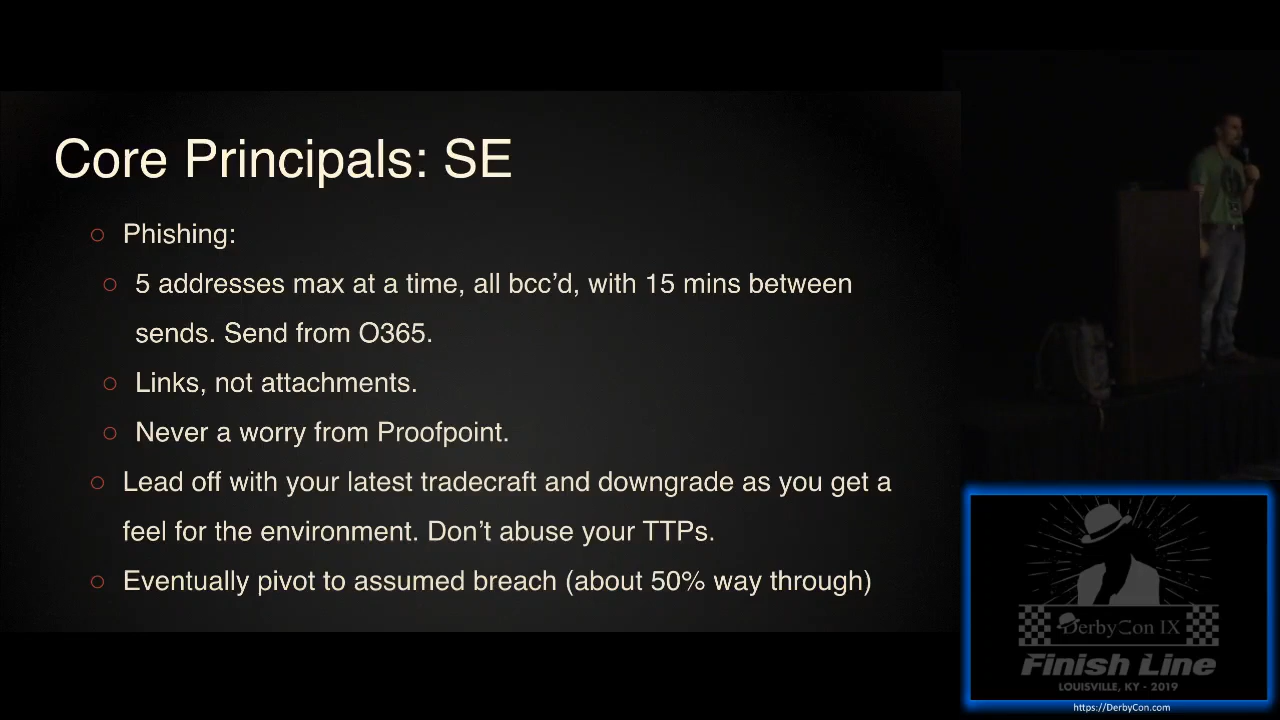 Core Principals: SE
Phishing:
5 addresses max at a time, all bcc'd, with 15 mins between
sends. Send from O365.
Links, not attachments.
Never a worry from Proofpoint.
Lead off with your latest tradecraft and downgrade as you get a
feel for the environment. Don't abuse your TTPs.
Eventually pivot to assumed breach (about 50% way through)
DerbyCon IX
Finish Line
LOUISVILLE, KY - 2019
https://DerbyCon.com